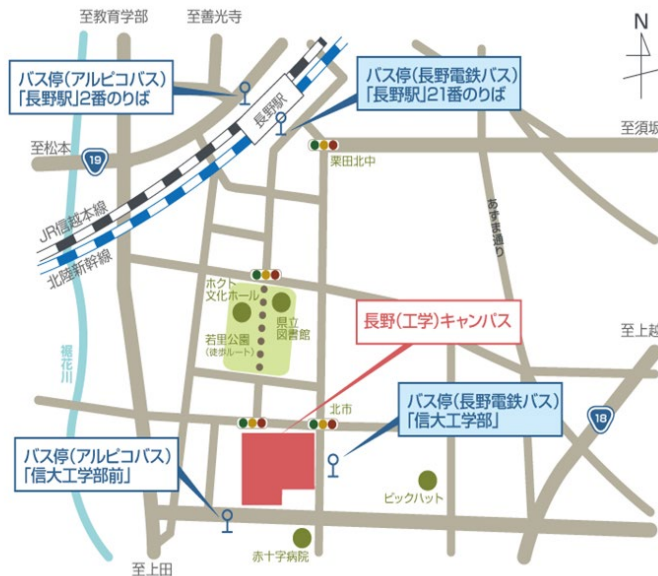 至教育学部
至善光寺
N
バス停(アルピコバス)
「長野駅」2番のりば
バス停(長野電鉄バス)
「長野駅」21番のりば
長野駅
至須坂
至松本
19
栗田北中
JR信越本線
北陸新幹線
あずま通り
ホクト
文化ホール
県立
図書館
若里公園
(徒歩ルート)
長野(工学)キャンパス
至上越
裾花川
バス停(長野電鉄バス)
「信大工学部」
北市
18
バス停(アルピコバス)
「信大工学部前」
ビックハット
赤十字病院
至上田